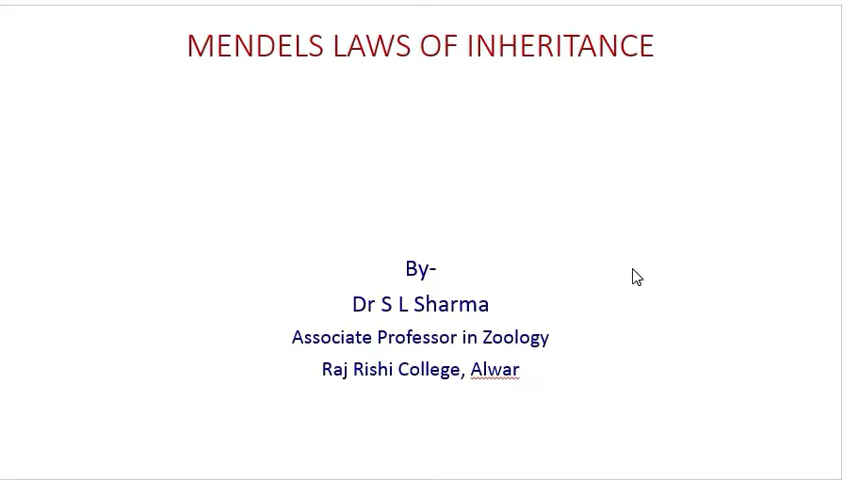 MENDELS LAWS OF INHERITANCE
By-
Dr S L Sharma
Associate Professor in Zoology
Raj Rishi College, Alwar